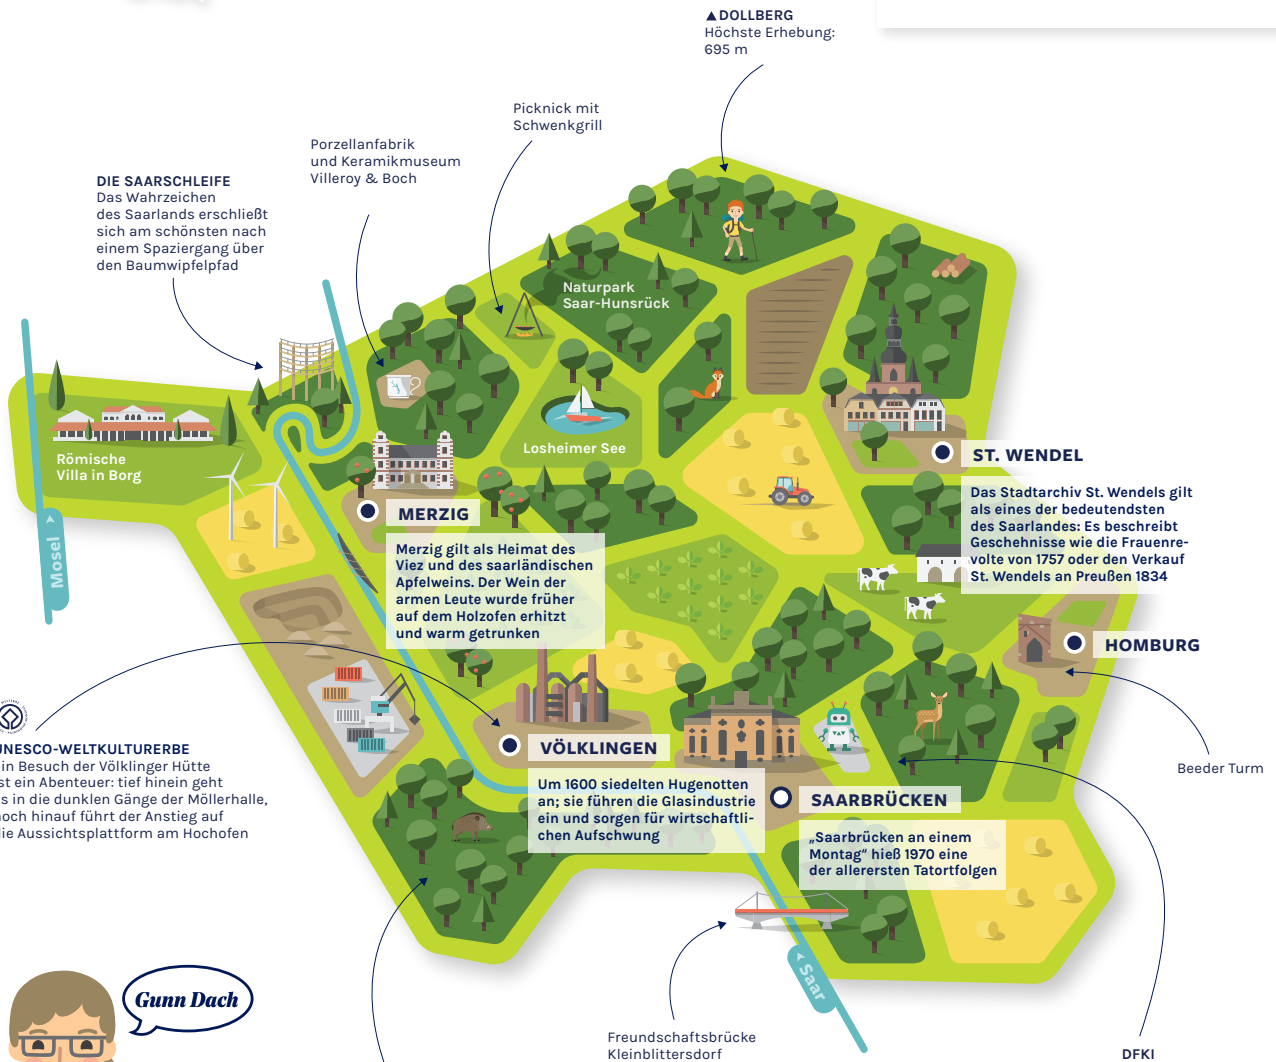 ▲DOLLBERG
Höchste Erhebung:
695 m
Picknick mit
Schwenkgrill
Porzellanfabrik
und Keramikmuseum
Villeroy & Boch
DIE SAARSCHLEIFE
Das Wahrzeichen
des Saarlands erschließt
sich am schönsten nach
einem Spaziergang über
den Baumwipfelpfad
Naturpark
Saar-Hunsrück
Losheimer See
Römische
Villa in Borg
Mosel
ST. WENDEL
Das Stadtarchiv St. Wendels gilt
als eines der bedeutendsten
des Saarlandes: Es beschreibt
Geschehnisse wie die Frauenre-
volte von 1757 oder den Verkauf
St. Wendels an Preußen 1834
MERZIG
Merzig gilt als Heimat des
Viez und des saarländischen
Apfelweins. Der Wein der
armen Leute wurde früher
auf dem Holzofen erhitzt
und warm getrunken
HOMBURG
Beeder Turm
UNESCO-WELTKULTURERBE
in Besuch der Völklinger Hütte
st ein Abenteuer: tief hinein geht
s in die dunklen Gänge der Möllerhalle,
hoch hinauf führt der Anstieg auf
die Aussichtsplattform am Hochofen
VÖLKLINGEN
Um 1600 siedelten Hugenotten
an; sie führen die Glasindustrie
ein und sorgen für wirtschaftli-
chen Aufschwung
SAARBRÜCKEN
„Saarbrücken an einem
Montag“ hieß 1970 eine
der allerersten Tatortfolgen
Saar
Gunn Dach
Freundschaftsbrücke
Kleinblittersdorf
DFKI